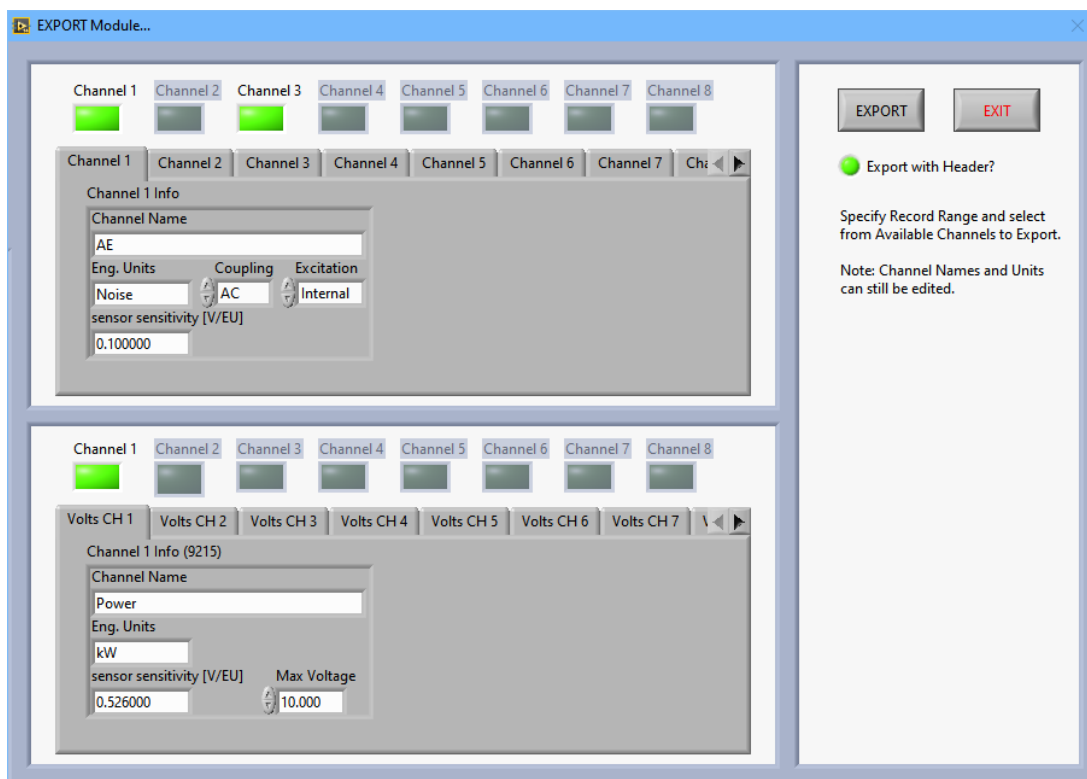 EXPORT Module...
Channel 1 Channel 2 Channel 3 Channel 4 Channel 5 Channel 6 Channel 7 Channel 8
Channel 1 Channel 2 Channel 3 Channel 4 Channel 5 Channel 6 Channel 7
Channel 1 Info
Channel Name
AE
Eng. Units Coupling Excitation
Noise AC Internal
sensor sensitivity [V/EU]
0.100000
Channel 1 Channel 2 Channel 3 Channel 4 Channel 5 Channel 6 Channel 7 Channel 8
Volts CH 1 Volts CH 2 Volts CH 3 Volts CH 4 Volts CH 5 Volts CH 6 Volts CH 7
Channel 1 Info (9215)
Channel Name
Power
Eng. Units
kW
sensor sensitivity [V/EU] Max Voltage
0.526000 10.000
EXPORT EXIT
Export with Header?
Specify Record Range and select
from Available Channels to Export.
Note: Channel Names and Units
can still be edited.